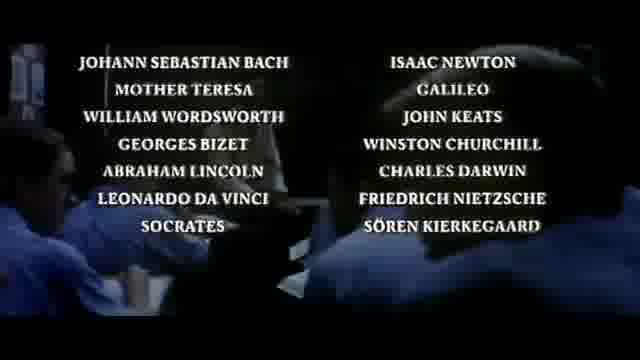 JOHANN SEBASTIAN BACH
MOTHER TERESA
WILLIAM WORDSWORTH
GEORGES BIZET
ABRAHAM LINCOLN
LEONARDO DA VINCI
SOCRATES
ISAAC NEWTON
GALILEO
JOHN KEATS
WINSTON CHURCHILL
CHARLES DARWIN
FRIEDRICH NIETZSCHE
SÖREN KIERKEGAARD